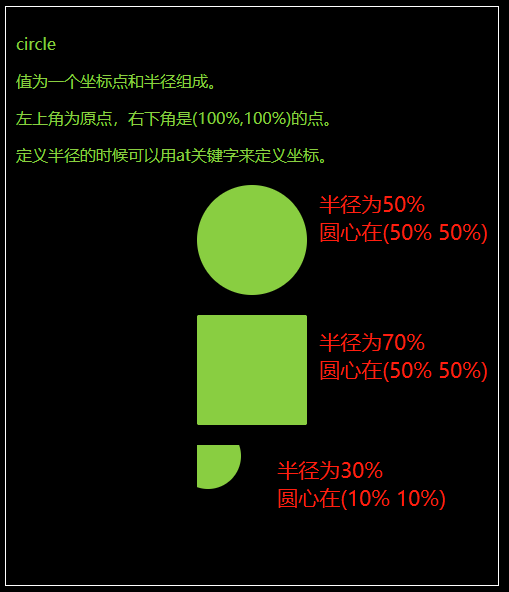 circle
值为一个坐标点和半径组成。
左上角为原点，右下角是(100%,100%)的点。
定义半径的时候可以用at关键字来定义坐标。
半径为50%
圆心在(50% 50%)
半径为70%
圆心在(50% 50%)
半径为30%
圆心在(10% 10%)